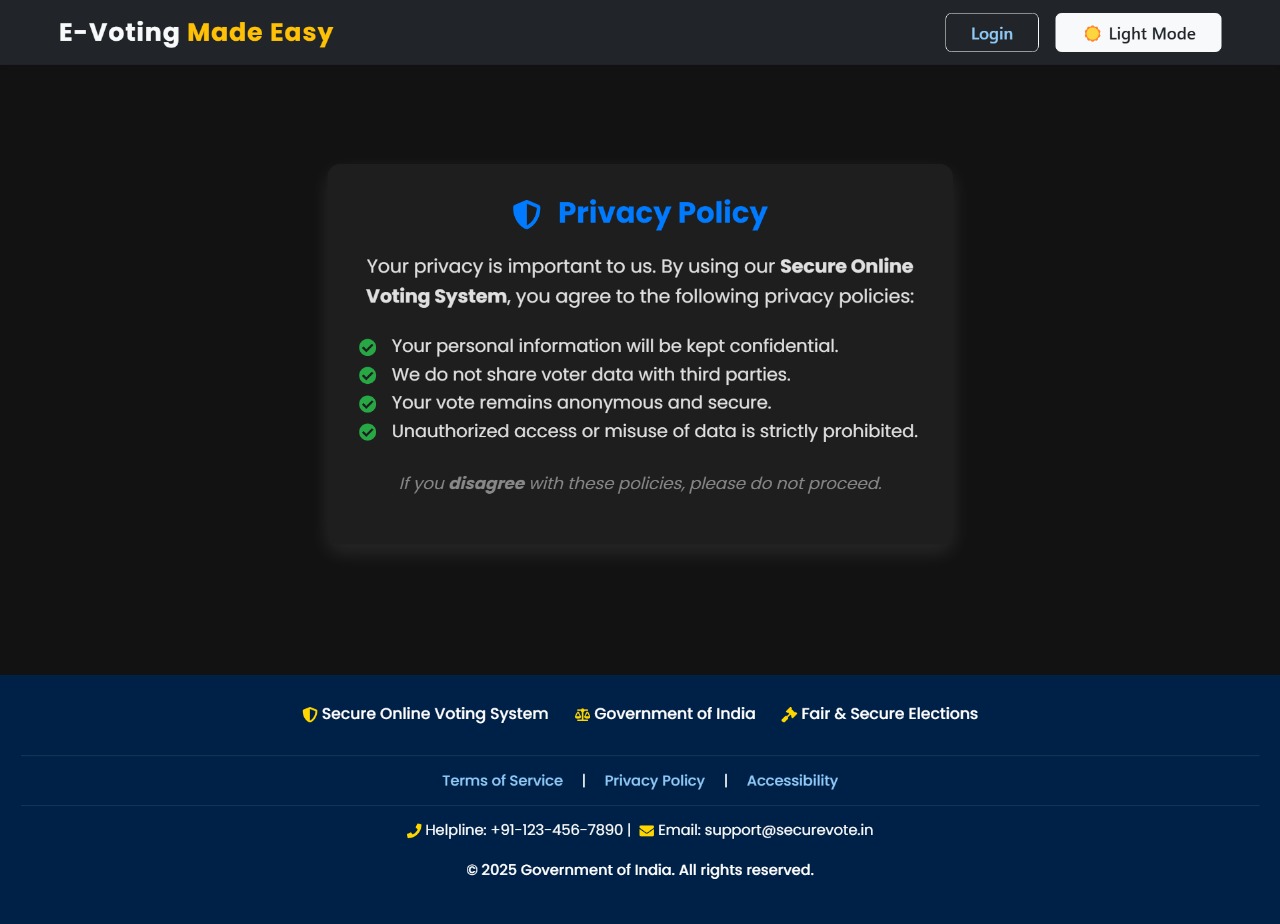 E-Voting Made Easy
Login
Light Mode
Privacy Policy
Your privacy is important to us. By using our Secure Online
Voting System, you agree to the following privacy policies:
Your personal information will be kept confidential.
We do not share voter data with third parties.
Your vote remains anonymous and secure.
Unauthorized access or misuse of data is strictly prohibited.
If you disagree with these policies, please do not proceed.
Secure Online Voting System Government of India Fair & Secure Elections
Terms of Service | Privacy Policy | Accessibility
Helpline: +91-123-456-7890 | Email: support@securevote.in
© 2025 Government of India. All rights reserved.